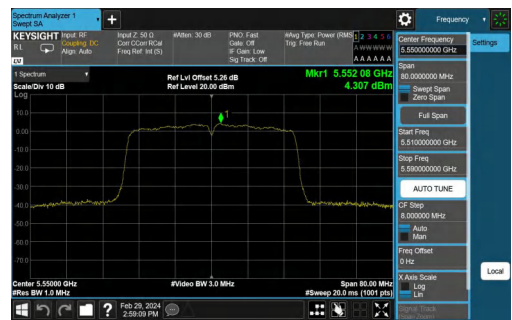 Spectrum Analyzer 1
Swept SA
Frequency
KEYSIGHT
Input: RF
Coupling: DC
Align: Auto
Input Z: 50 Ω
Corr CCorr RCal
Freq Ref: Int (S)
#Atten: 30 dB
PNO: Fast
Gate: Off
IF Gain: Low
Sig Track: Off
#Avg Type: Power (RMS)
Trig: Free Run
1 2 3 4 5 6
A W W W W W
A A A A A A
R L
LV
Center Frequency
5.550000000 GHz
Settings
1 Spectrum
Scale/Div 10 dB
Log
Ref Lvl Offset 5.26 dB
Ref Level 20.00 dBm
Mkr1 5.552 08 GHz
4.307 dBm
Span
80.0000000 MHz
Swept Span
Zero Span
Full Span
Start Freq
5.510000000 GHz
Stop Freq
5.590000000 GHz
AUTO TUNE
CF Step
8.000000 MHz
Auto
Man
Freq Offset
0 Hz
X Axis Scale
Log
Lin
Local
1
10.0
0.00
-10.0
-20.0
-30.0
-40.0
-50.0
-60.0
-70.0
Center 5.55000 GHz
#Res BW 1.0 MHz
#Video BW 3.0 MHz
Span 80.00 MHz
#Sweep 20.0 ms (1001 pts)
Signal Track
?
Feb 29, 2024
2:59:09 PM